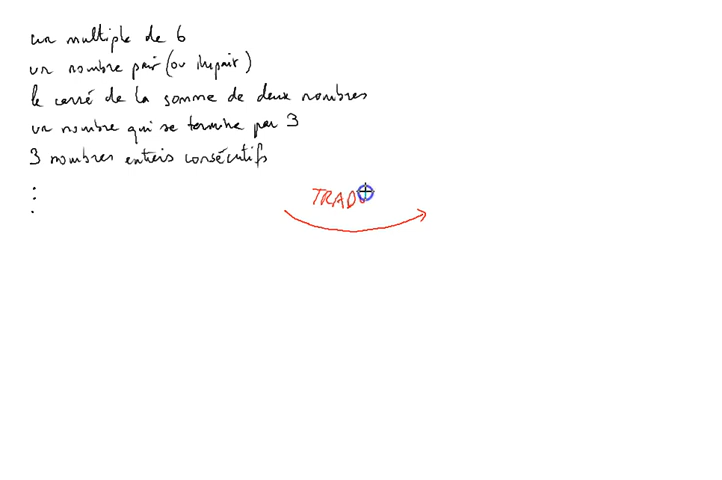 un multiple de 6
un nombre pair (ou impair)
le carré de la somme de deux nombres
un nombre qui se termine par 3
3 nombres entiers consécutifs
⋮
TRADU